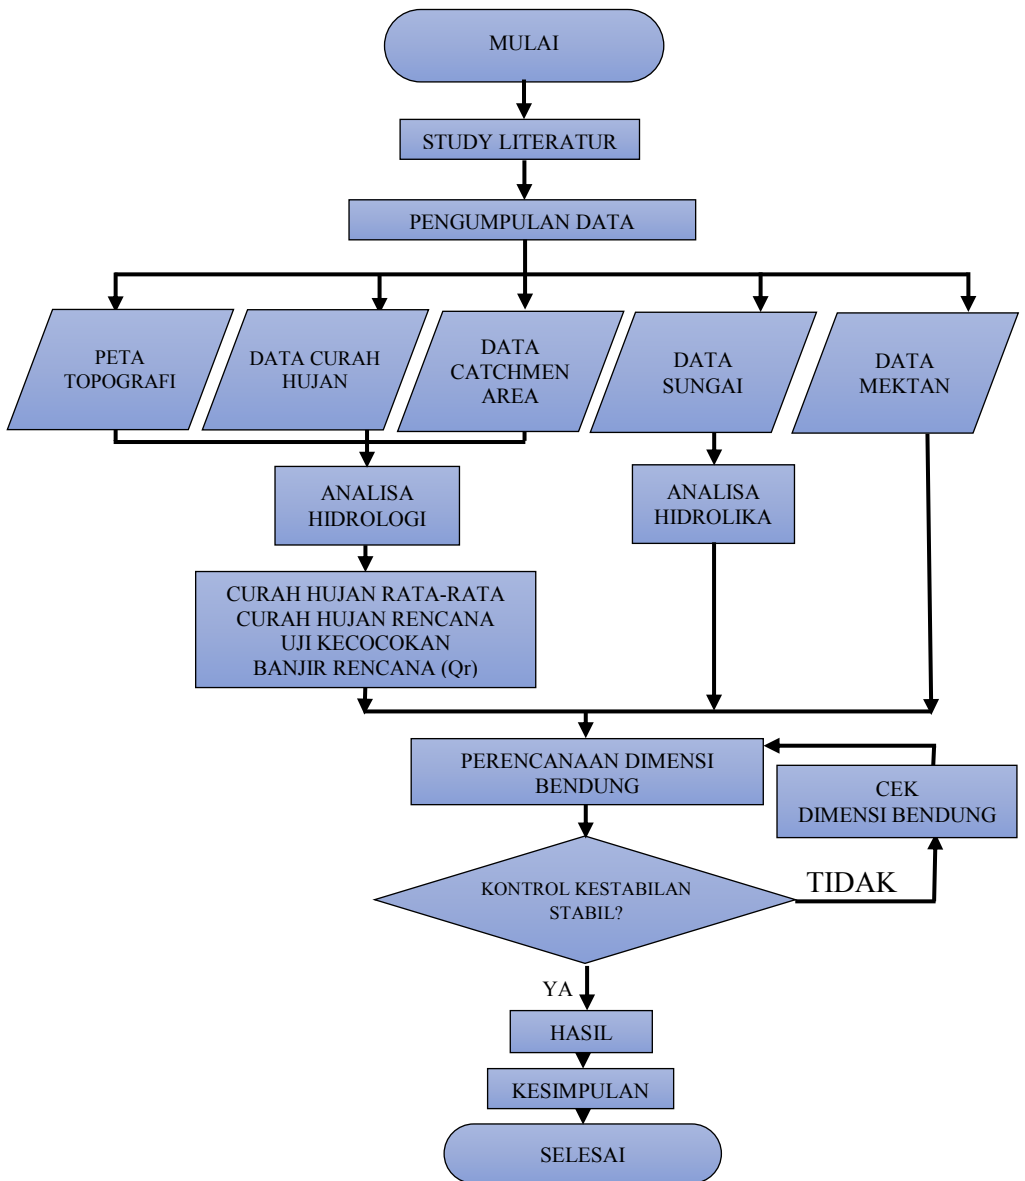 MULAI
STUDY LITERATUR
PENGUMPULAN DATA
PETA
TOPOGRAFI
DATA CURAH
HUJAN
DATA
CATCHMEN
AREA
DATA
SUNGAI
DATA
MEKTAN
ANALISA
HIDROLOGI
ANALISA
HIDROLIKA
CURAH HUJAN RATA-RATA
CURAH HUJAN RENCANA
UJI KECOCOKAN
BANJIR RENCANA (Qr)
PERENCANAAN DIMENSI
BENDUNG
CEK
DIMENSI BENDUNG
KONTROL KESTABILAN
STABIL?
TIDAK
YA
HASIL
KESIMPULAN
SELESAI